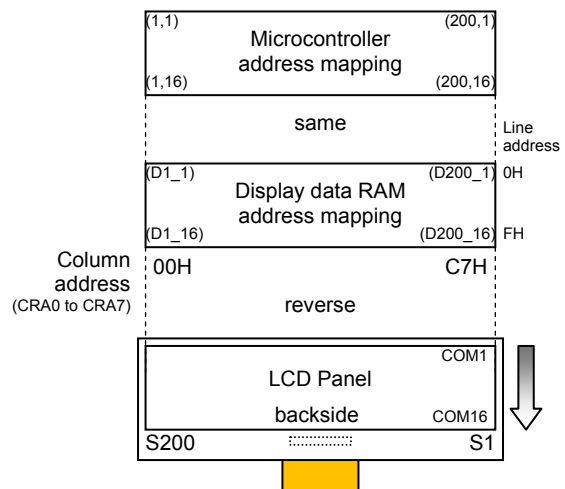 (1,1) (200,1)
Microcontroller
address mapping
(1,16) (200,16)
same
Line
address
(D1_1) (D200_1) 0H
Display data RAM
address mapping
(D1_16) (D200_16) FH
Column
address
(CRA0 to CRA7)
00H C7H
reverse
COM1
LCD Panel
backside COM16
S200 S1